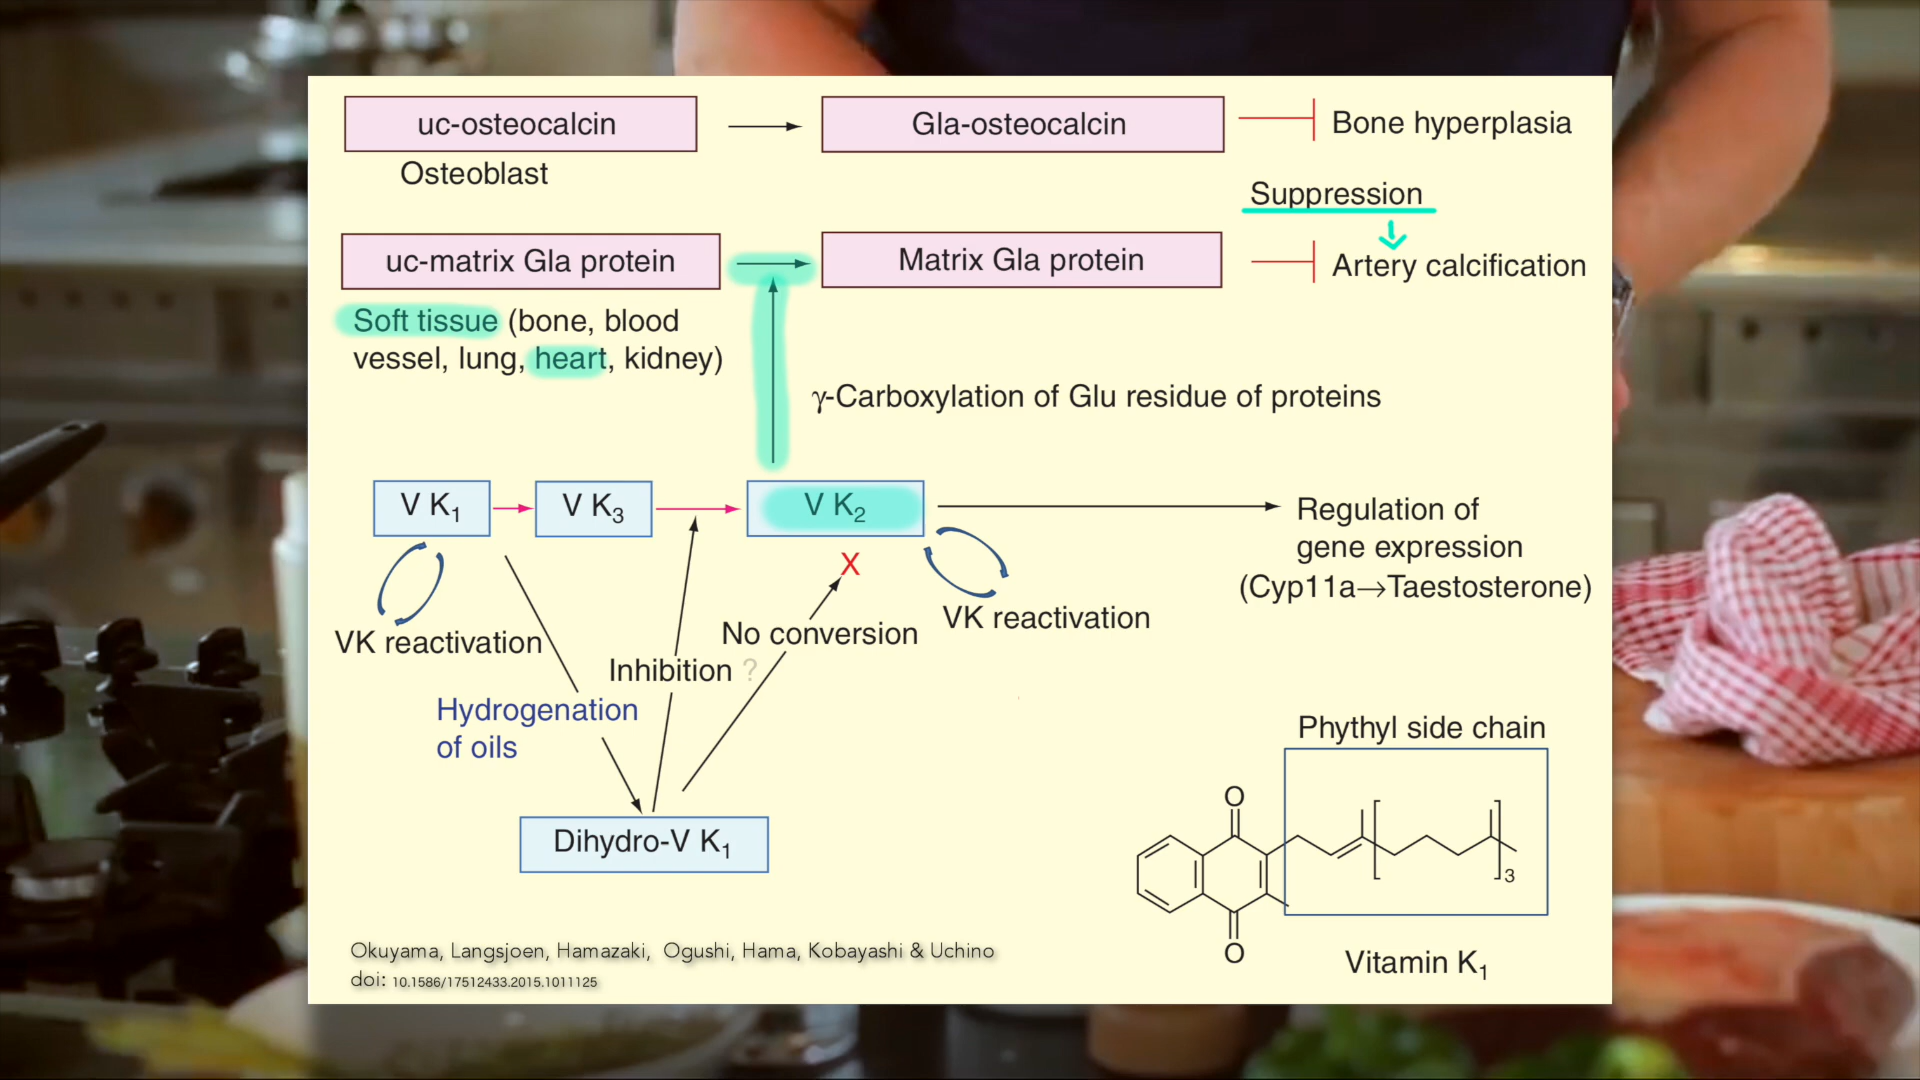 uc-osteocalcin
Gla-osteocalcin
Bone hyperplasia
Osteoblast
Suppression
uc-matrix Gla protein
Matrix Gla protein
Artery calcification
Soft tissue (bone, blood
vessel, lung, heart, kidney)
γ-Carboxylation of Glu residue of proteins
V K₁
V K₃
V K₂
Regulation of
gene expression
(Cyp11a→Taestosterone)
X
VK reactivation
No conversion
VK reactivation
Inhibition ?
Hydrogenation
of oils
Phythyl side chain
Dihydro-V K₁
O
3
O
Vitamin K₁
Okuyama, Langsjoen, Hamazaki, Ogushi, Hama, Kobayashi & Uchino
doi: 10.1586/17512433.2015.1011125